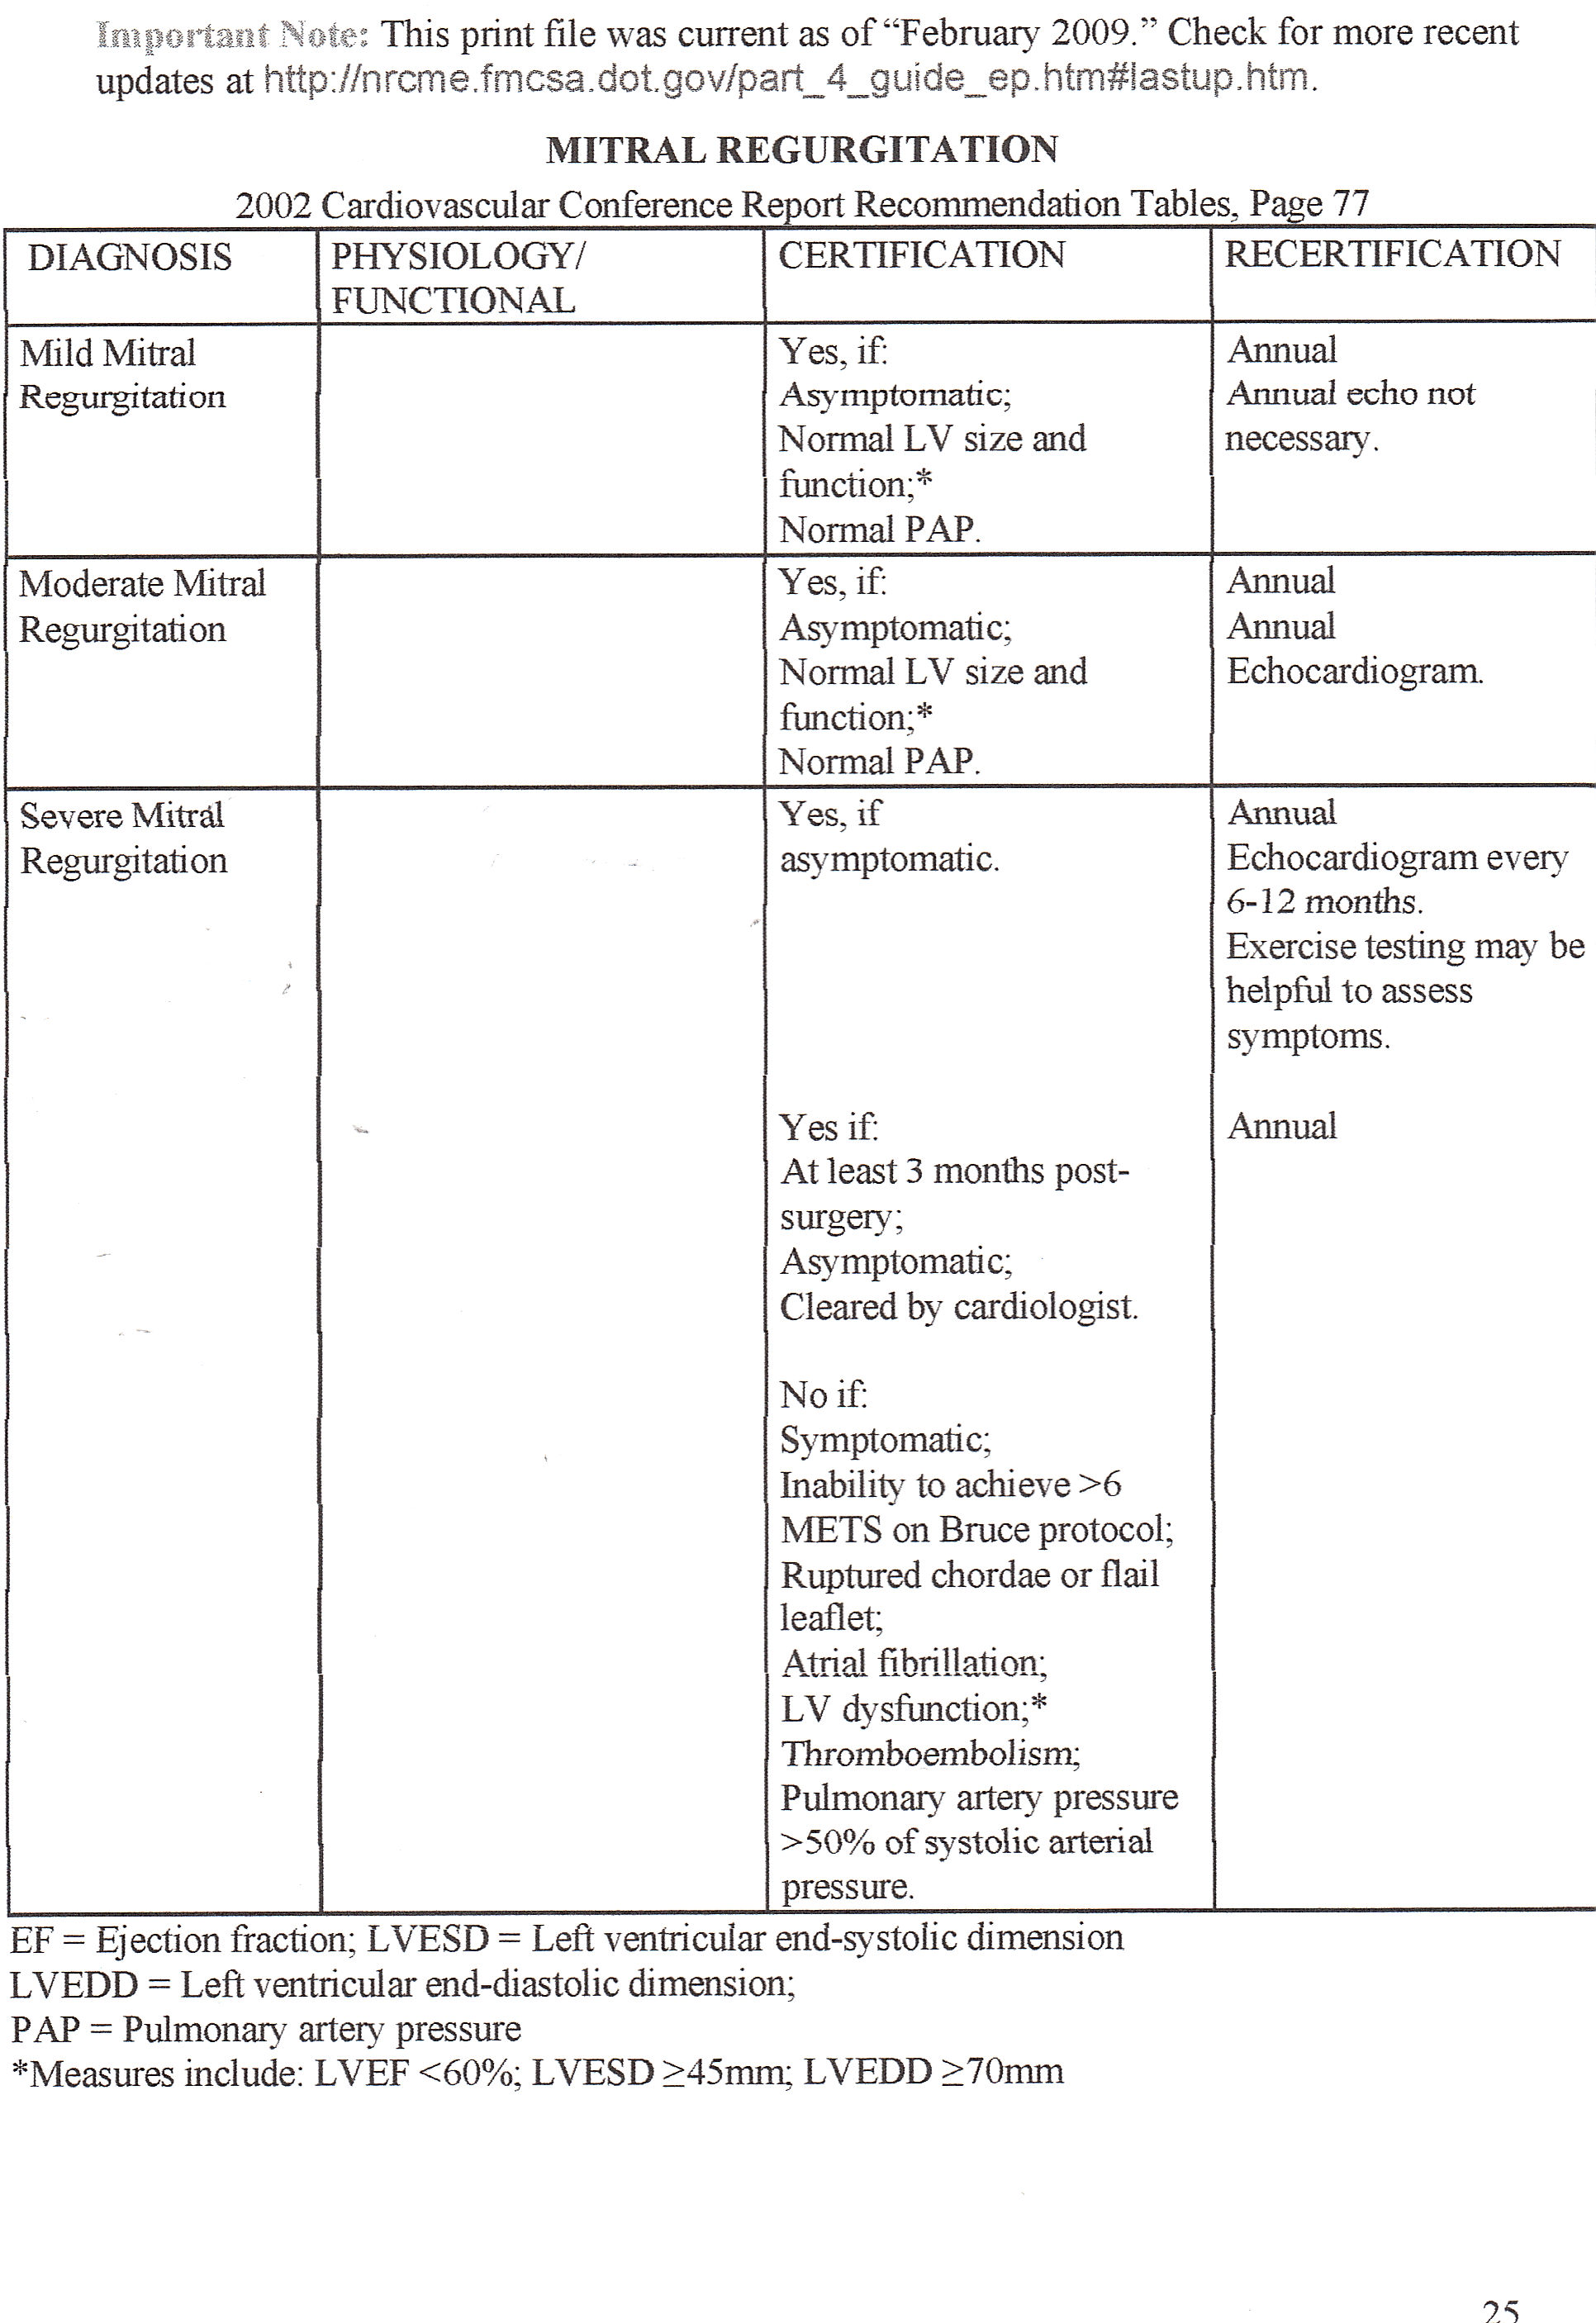 Important Note: This print file was current as of “February 2009.” Check for more recent
updates at http://nrcme.fmcsa.dot.gov/part_4_guide_ep.htm#lastup.htm.
MITRAL REGURGITATION
2002 Cardiovascular Conference Report Recommendation Tables, Page 77
DIAGNOSIS
PHYSIOLOGY/
FUNCTIONAL
CERTIFICATION
RECERTIFICATION
Mild Mitral
Regurgitation
Yes, if:
Asymptomatic;
Normal LV size and
function;*
Normal PAP.
Annual
Annual echo not
necessary.
Moderate Mitral
Regurgitation
Yes, if:
Asymptomatic;
Normal LV size and
function;*
Normal PAP.
Annual
Annual
Echocardiogram.
Severe Mitral
Regurgitation
Yes, if
asymptomatic.
Annual
Echocardiogram every
6-12 months.
Exercise testing may be
helpful to assess
symptoms.
Yes if:
At least 3 months post-
surgery;
Asymptomatic;
Cleared by cardiologist.
Annual
No if:
Symptomatic;
Inability to achieve >6
METS on Bruce protocol;
Ruptured chordae or flail
leaflet;
Atrial fibrillation;
LV dysfunction;*
Thromboembolism;
Pulmonary artery pressure
>50% of systolic arterial
pressure.
EF = Ejection fraction; LVESD = Left ventricular end-systolic dimension
LVEDD = Left ventricular end-diastolic dimension;
PAP = Pulmonary artery pressure
*Measures include: LVEF <60%; LVESD ≥45mm; LVEDD ≥70mm
25